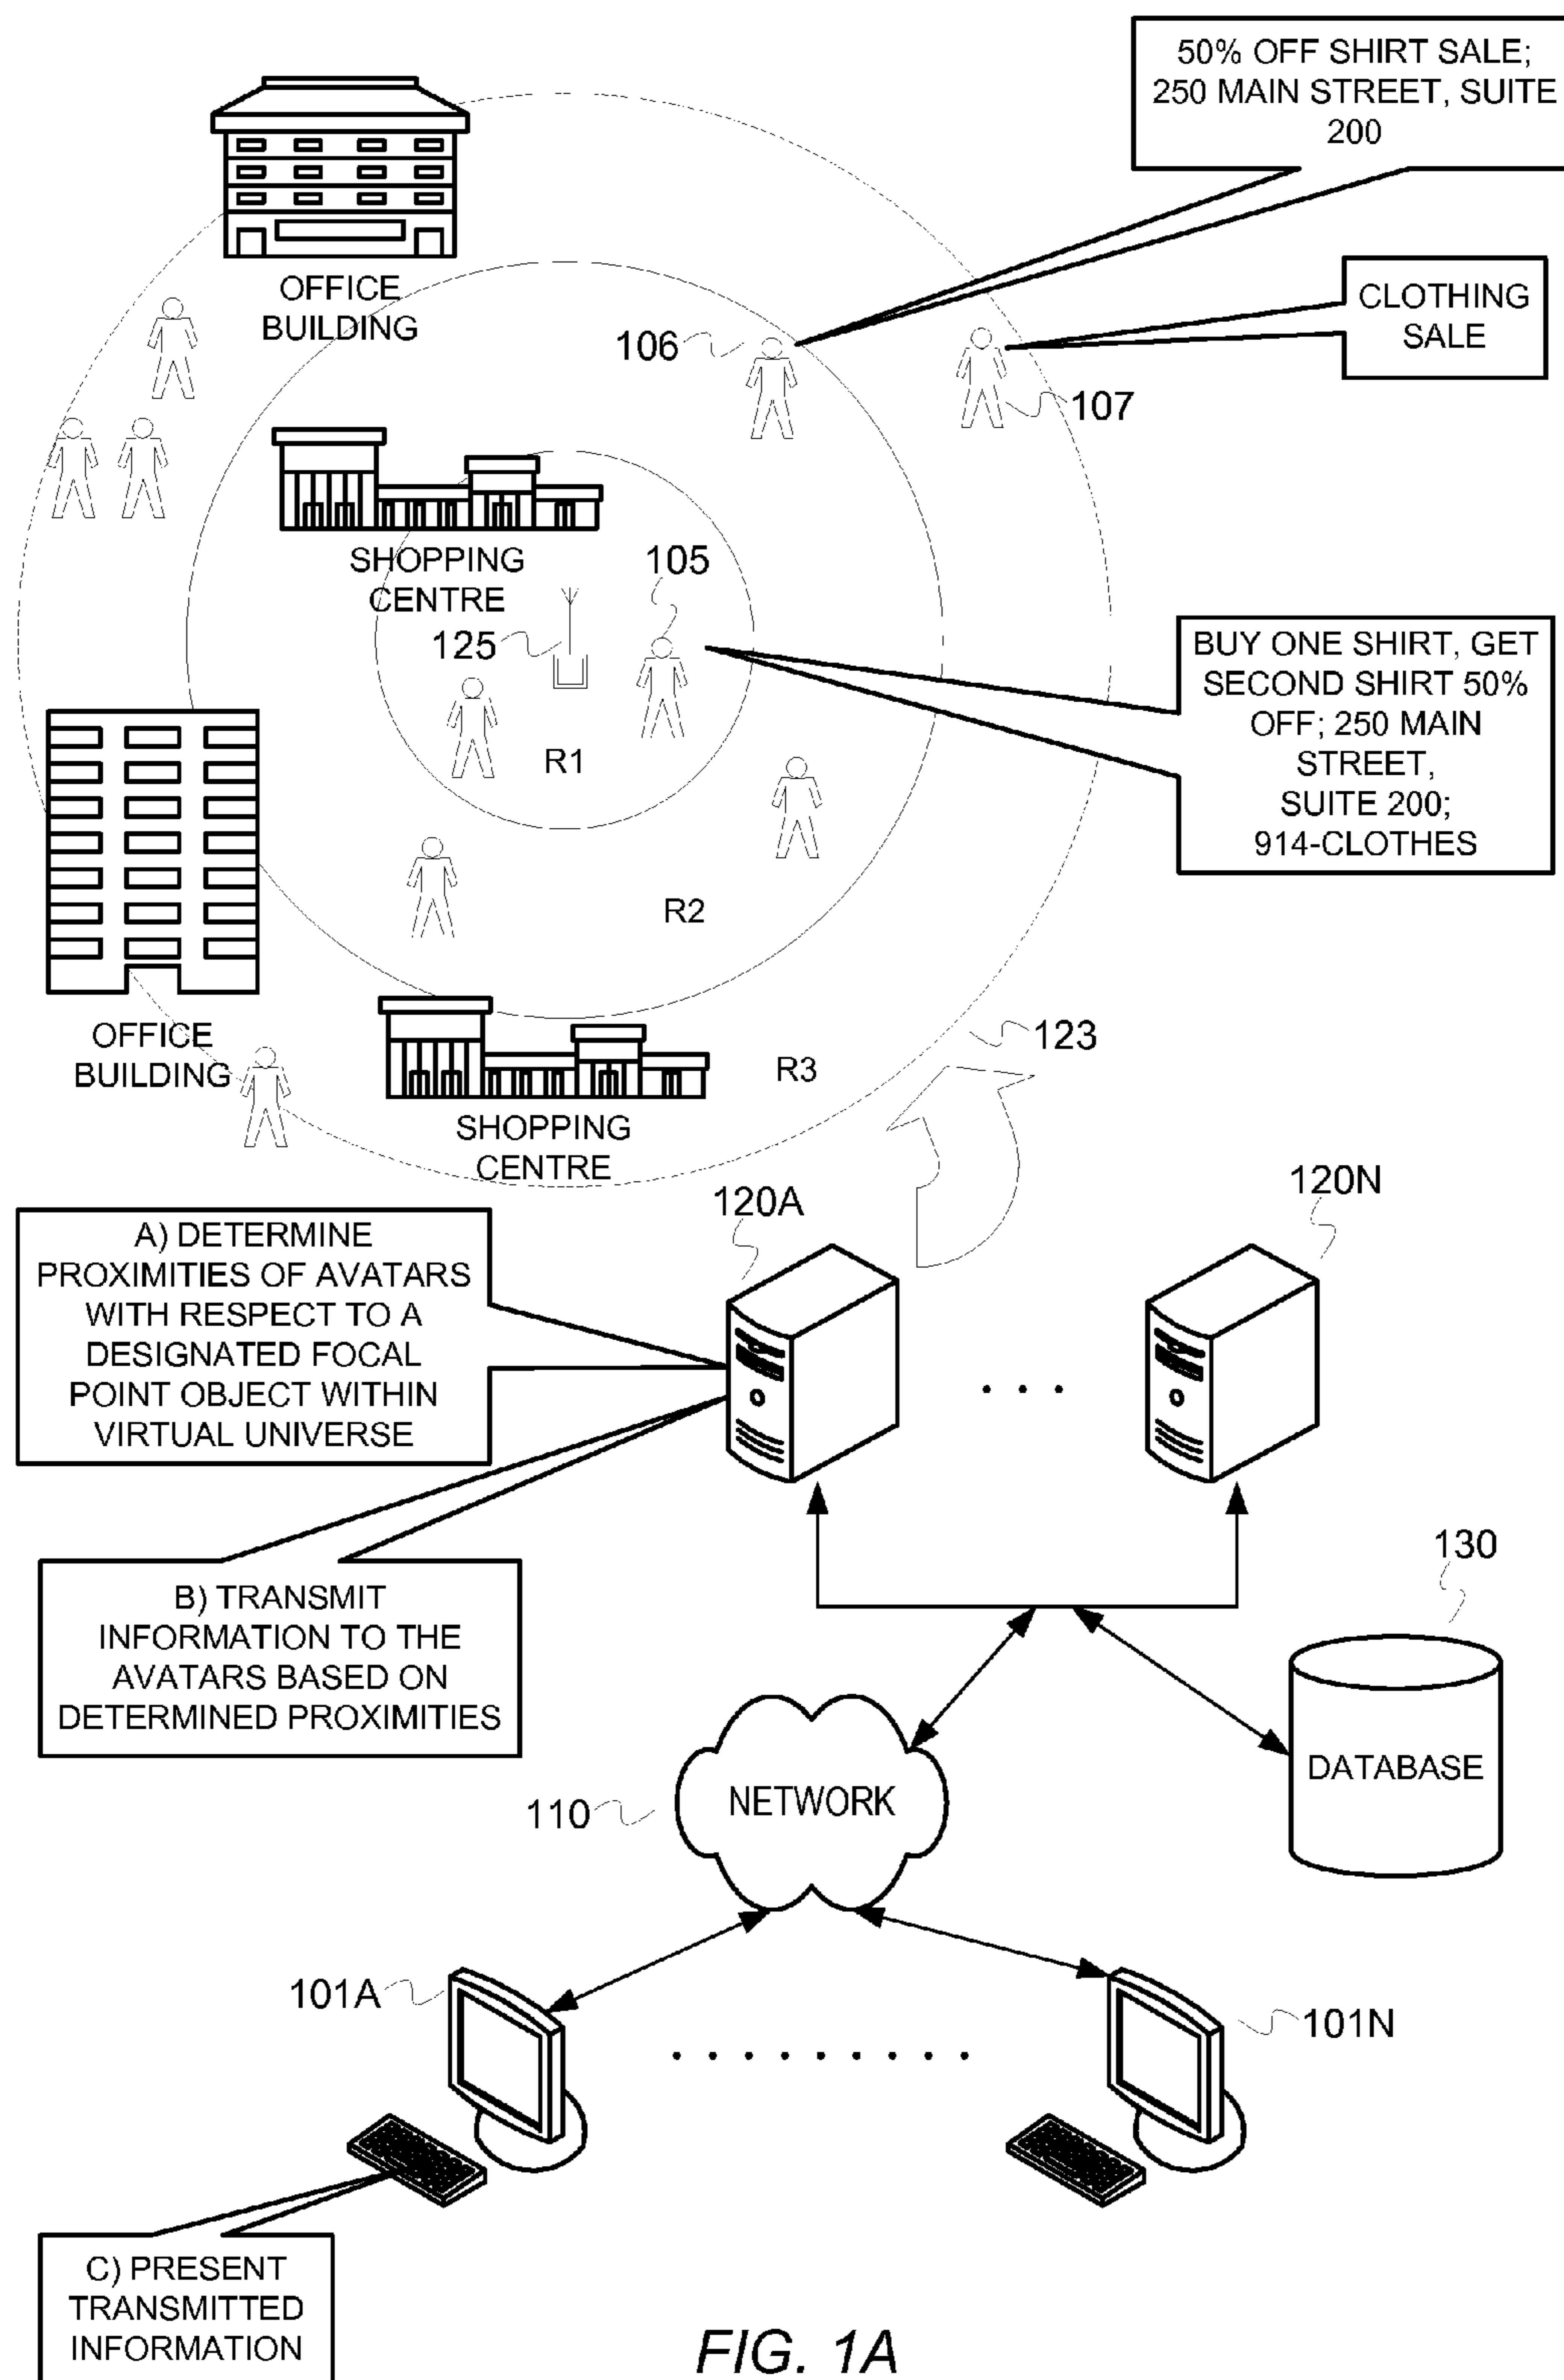 50% OFF SHIRT SALE;
250 MAIN STREET, SUITE
200
OFFICE
BUILDING
106
CLOTHING
SALE
107
SHOPPING
CENTRE
105
125
BUY ONE SHIRT, GET
SECOND SHIRT 50%
OFF; 250 MAIN
STREET,
SUITE 200;
914-CLOTHES
R1
R2
OFFICE
BUILDING
123
R3
SHOPPING
CENTRE
120A
120N
A) DETERMINE
PROXIMITIES OF AVATARS
WITH RESPECT TO A
DESIGNATED FOCAL
POINT OBJECT WITHIN
VIRTUAL UNIVERSE
. . .
B) TRANSMIT
INFORMATION TO THE
AVATARS BASED ON
DETERMINED PROXIMITIES
130
DATABASE
110
NETWORK
101A
101N
. . . . . . . . .
C) PRESENT
TRANSMITTED
INFORMATION
FIG. 1A